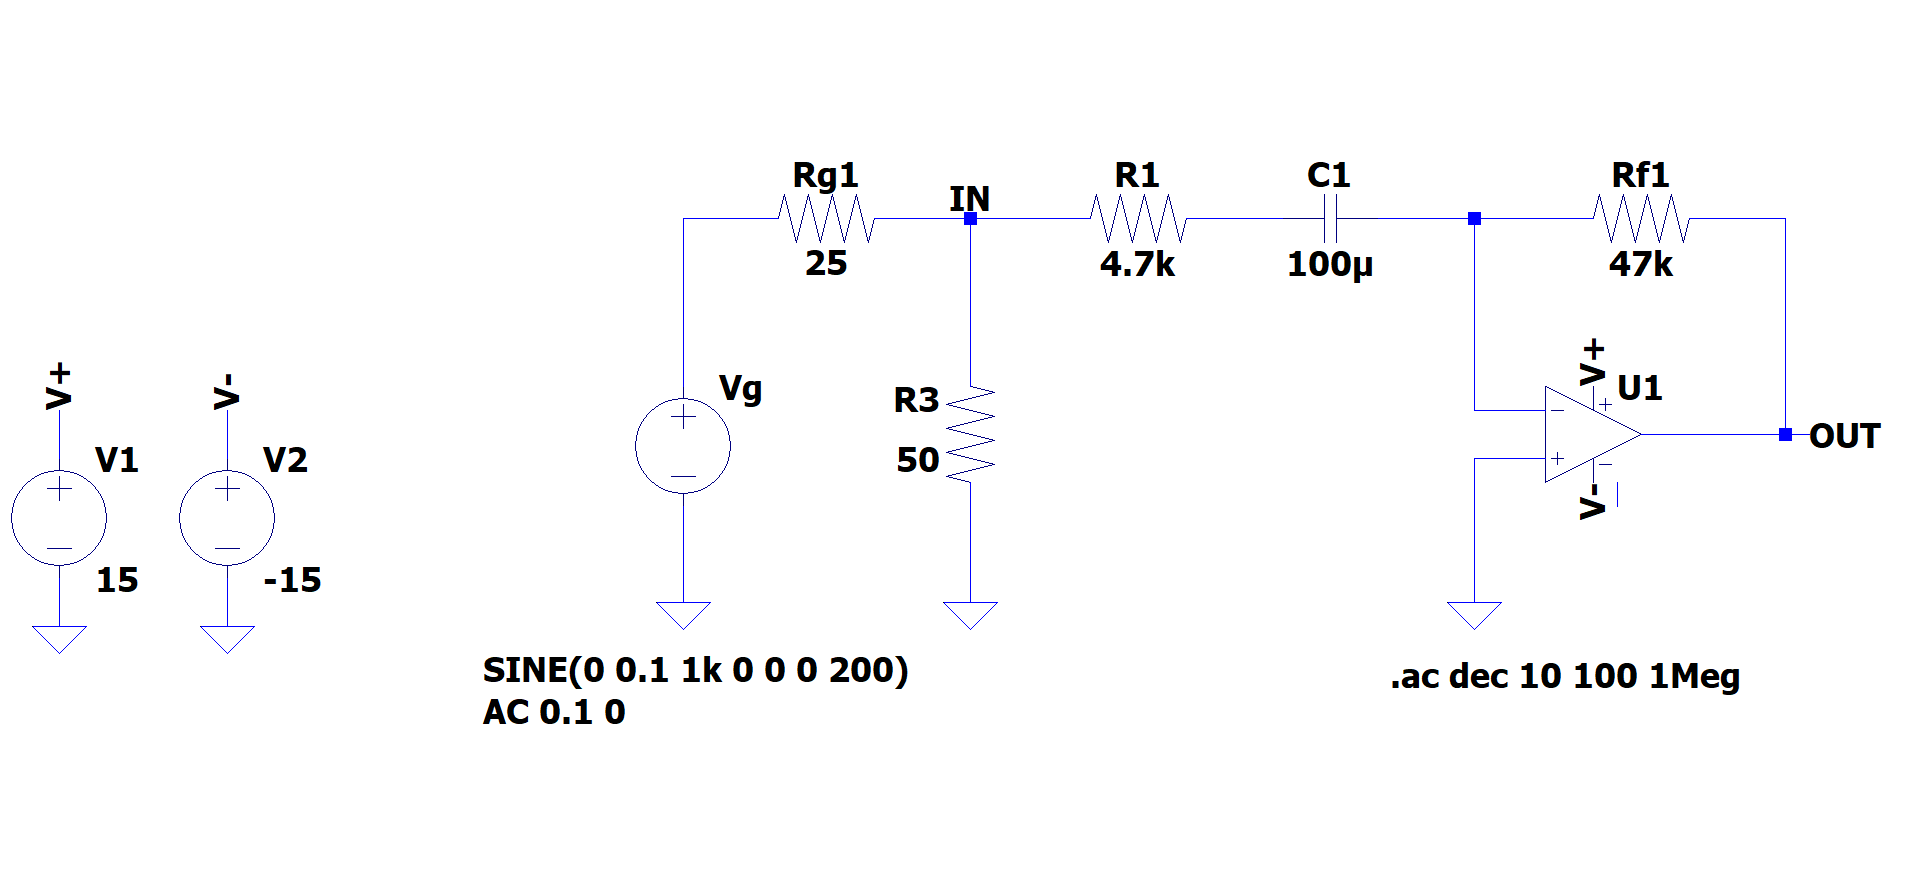 Rg1
IN
R1
C1
Rf1
25
4.7k
100µ
47k
V+
V-
Vg
R3
V+
U1
V1
V2
50
OUT
V-
15
-15
SINE(0 0.1 1k 0 0 0 200)
AC 0.1 0
.ac dec 10 100 1Meg